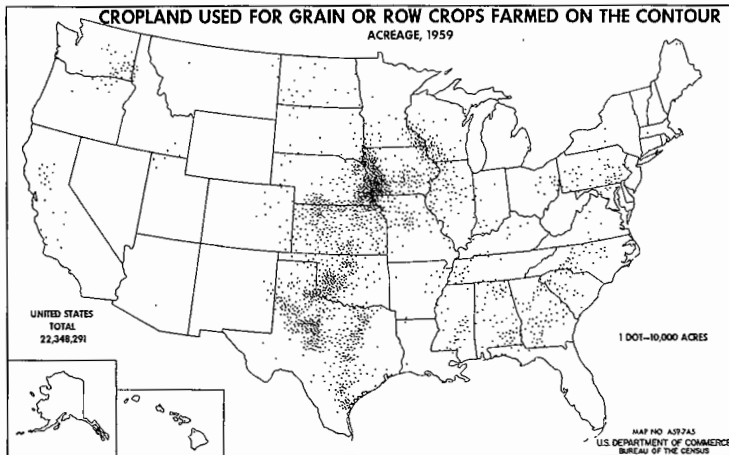 CROPLAND USED FOR GRAIN OR ROW CROPS FARMED ON THE CONTOUR
ACREAGE, 1959
UNITED STATES
TOTAL
22,348,291
1 DOT—10,000 ACRES
MAP NO A59-7A5
U.S. DEPARTMENT OF COMMERCE
BUREAU OF THE CENSUS